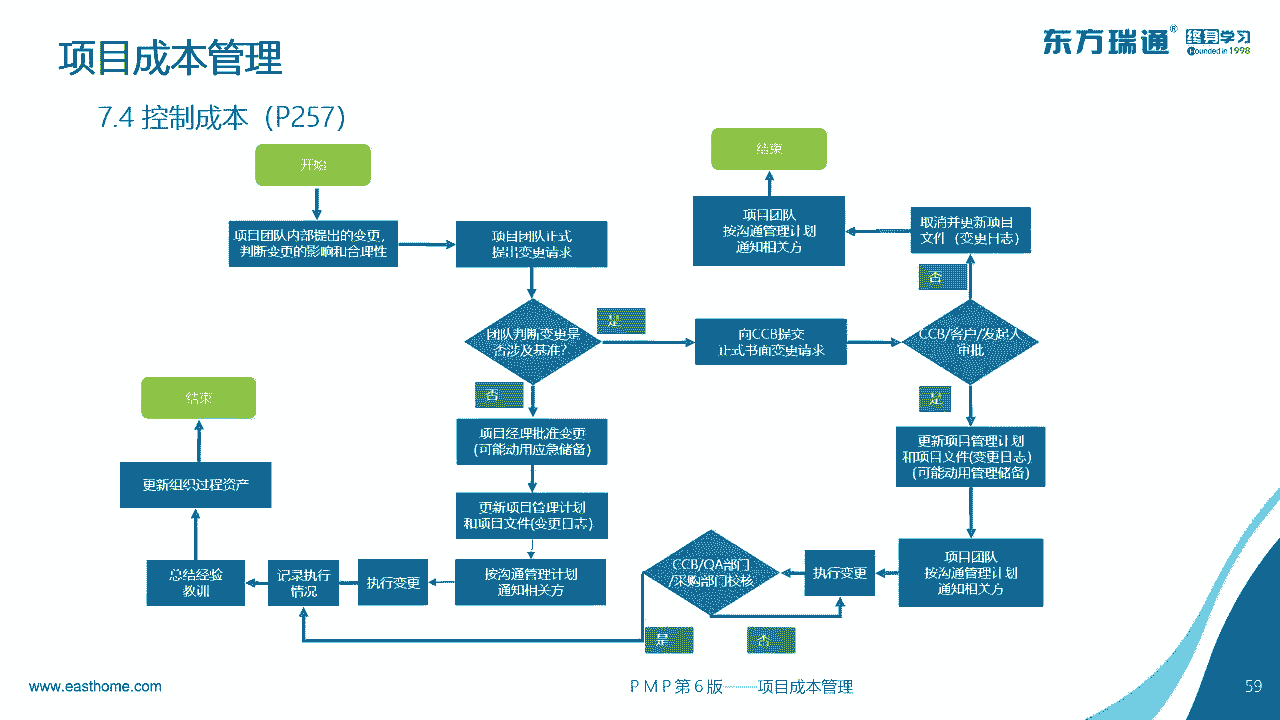 项目成本管理
东方瑞通®
终身学习
Founded in 1998
7.4 控制成本（P257）
开始
项目团队内部提出的变更，
判断变更的影响和合理性
项目团队正式
提出变更请求
团队判断变更是
否涉及基准?
是
向CCB提交
正式书面变更请求
CCB/客户/发起人
审批
否
取消并更新项目
文件（变更日志）
项目团队
按沟通管理计划
通知相关方
结束
是
更新项目管理计划
和项目文件(变更日志)
（可能动用管理储备）
项目团队
按沟通管理计划
通知相关方
执行变更
CCB/QA部门
/采购部门校核
否
是
否
项目经理批准变更
(可能动用应急储备)
更新项目管理计划
和项目文件(变更日志)
按沟通管理计划
通知相关方
执行变更
记录执行
情况
总结经验
教训
更新组织过程资产
结束
www.easthome.com
PMP第6版——项目成本管理
59